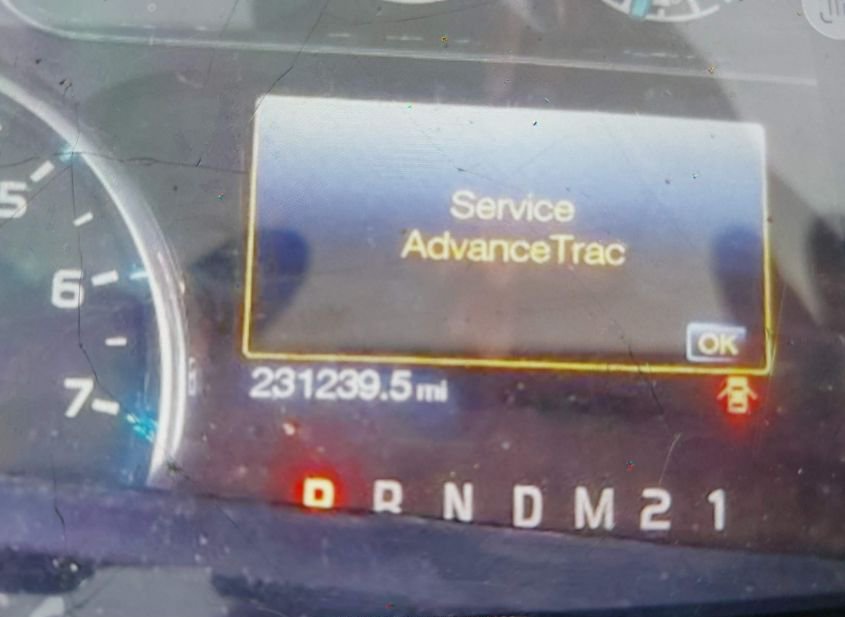 Service
AdvanceTrac
OK
231239.5 mi
5
6
7
P R N D M 2 1